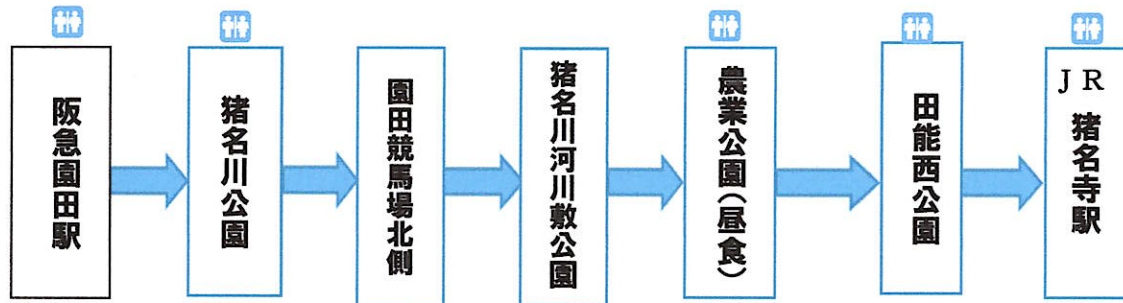 阪急園田駅
猪名川公園
園田競馬場北側
猪名川河川敷公園
農業公園(昼食)
田能西公園
JR猪名寺駅